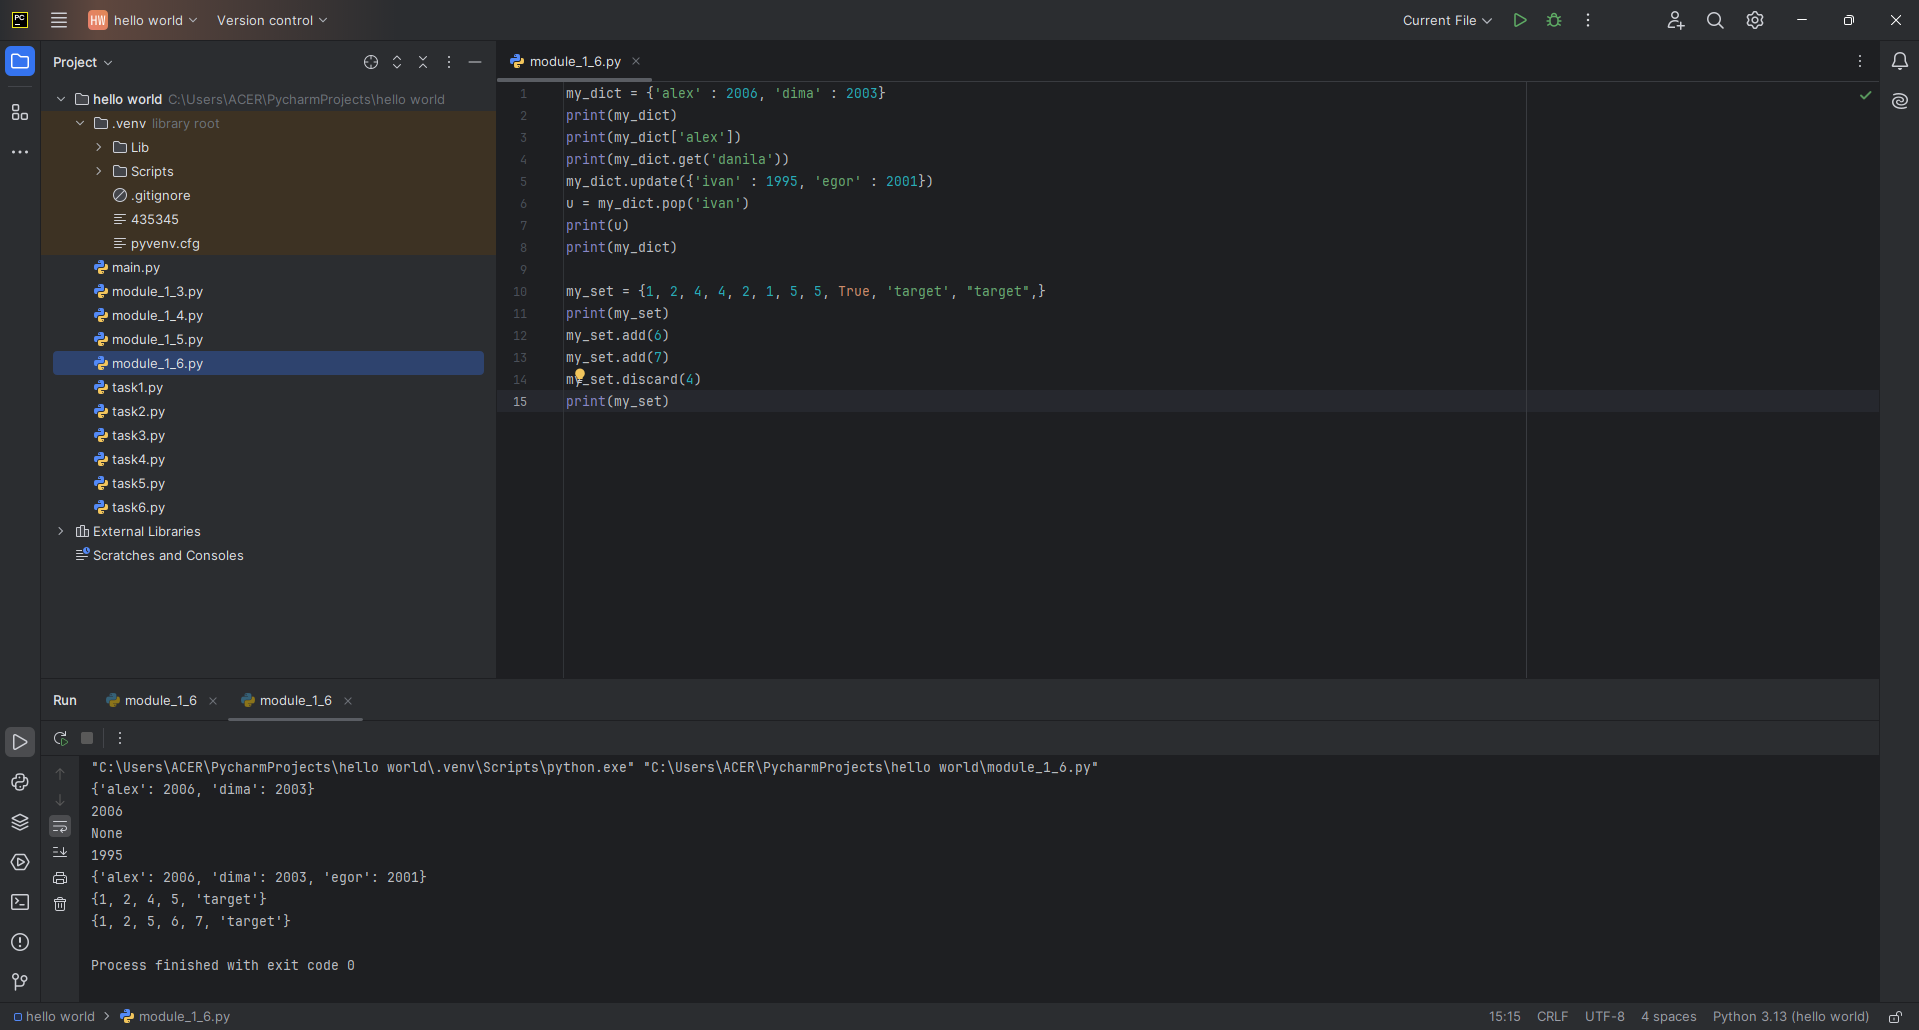 PC
HW hello world Version control
Current File
Project
hello world C:\Users\ACER\PycharmProjects\hello world
.venv library root
Lib
Scripts
.gitignore
435345
pyvenv.cfg
main.py
module_1_3.py
module_1_4.py
module_1_5.py
module_1_6.py
task1.py
task2.py
task3.py
task4.py
task5.py
task6.py
External Libraries
Scratches and Consoles
module_1_6.py
1 my_dict = {'alex' : 2006, 'dima' : 2003}
2 print(my_dict)
3 print(my_dict['alex'])
4 print(my_dict.get('danila'))
5 my_dict.update({'ivan' : 1995, 'egor' : 2001})
6 u = my_dict.pop('ivan')
7 print(u)
8 print(my_dict)
9
10 my_set = {1, 2, 4, 4, 2, 1, 5, 5, True, 'target', "target",}
11 print(my_set)
12 my_set.add(6)
13 my_set.add(7)
14 my_set.discard(4)
15 print(my_set)
Run module_1_6 module_1_6
"C:\Users\ACER\PycharmProjects\hello world\.venv\Scripts\python.exe" "C:\Users\ACER\PycharmProjects\hello world\module_1_6.py"
{'alex': 2006, 'dima': 2003}
2006
None
1995
{'alex': 2006, 'dima': 2003, 'egor': 2001}
{1, 2, 4, 5, 'target'}
{1, 2, 5, 6, 7, 'target'}
Process finished with exit code 0
hello world module_1_6.py
15:15 CRLF UTF-8 4 spaces Python 3.13 (hello world)